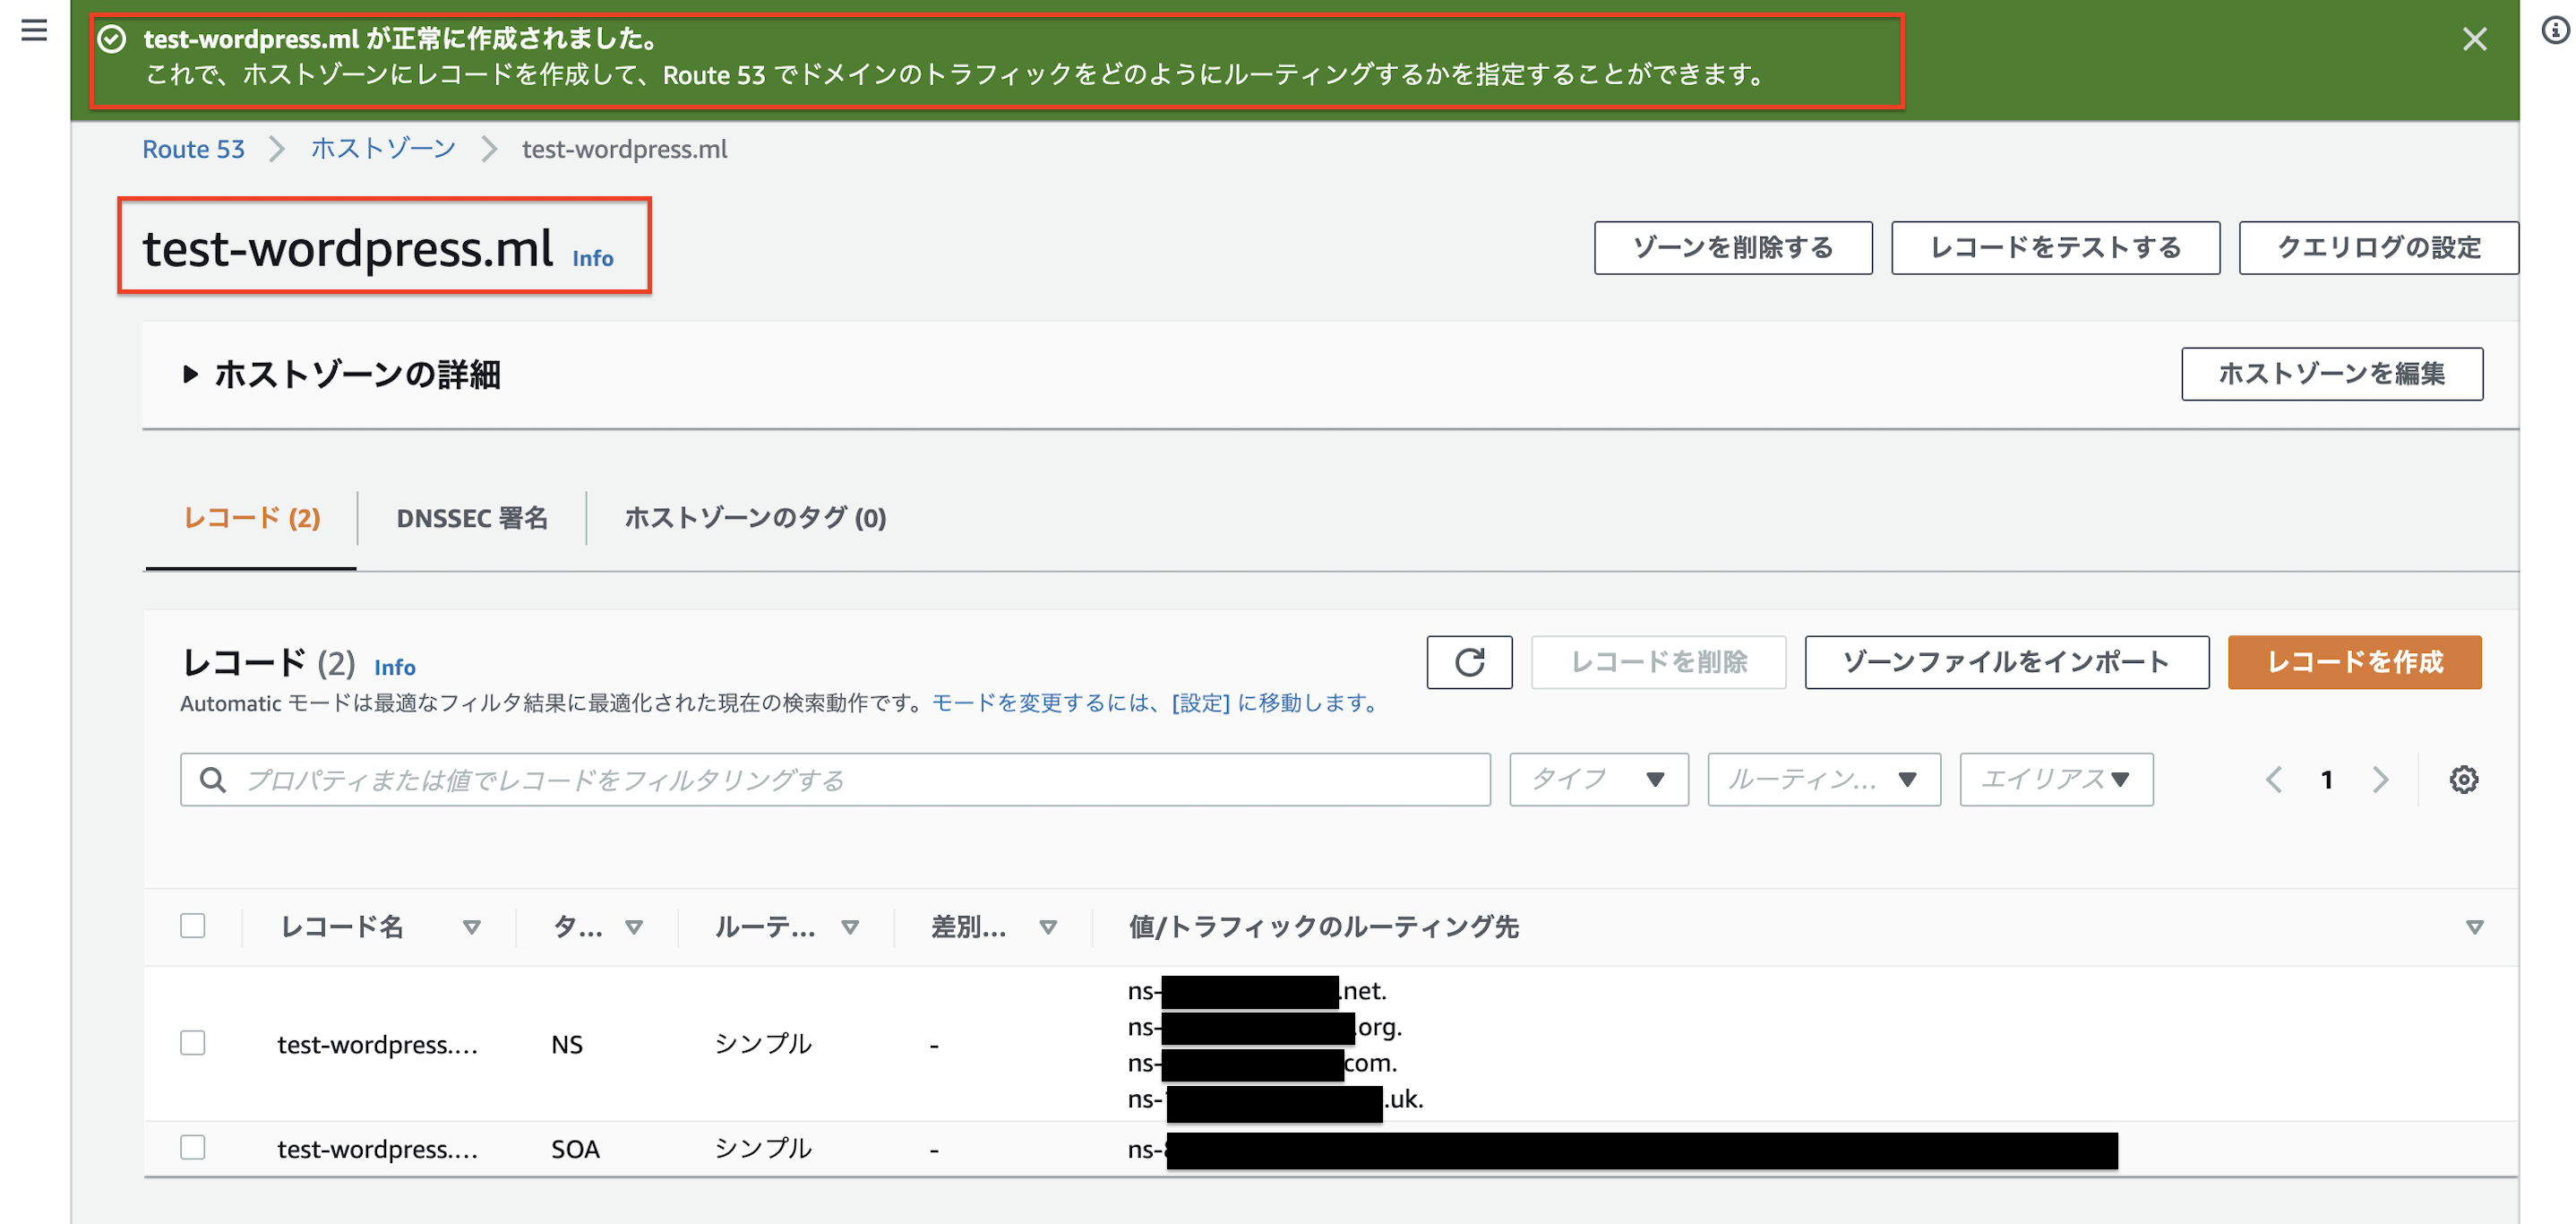 test-wordpress.ml が正常に作成されました。
これで、ホストゾーンにレコードを作成して、Route 53 でドメインのトラフィックをどのようにルーティングするかを指定することができます。
Route 53 ホストゾーン test-wordpress.ml
test-wordpress.ml Info
ゾーンを削除する レコードをテストする クエリログの設定
ホストゾーンの詳細 ホストゾーンを編集
レコード (2) DNSSEC 署名 ホストゾーンのタグ (0)
レコード (2) Info
レコードを削除 ゾーンファイルをインポート レコードを作成
Automatic モードは最適なフィルタ結果に最適化された現在の検索動作です。モードを変更するには、[設定] に移動します。
プロパティまたは値でレコードをフィルタリングする タイプ ルーティン... エイリアス 1
レコード名 タ... ルーテ... 差別... 値/トラフィックのルーティング先
ns- .net.
ns- .org.
ns- com.
ns- .uk.
test-wordpress.... NS シンプル -
test-wordpress.... SOA シンプル - ns-